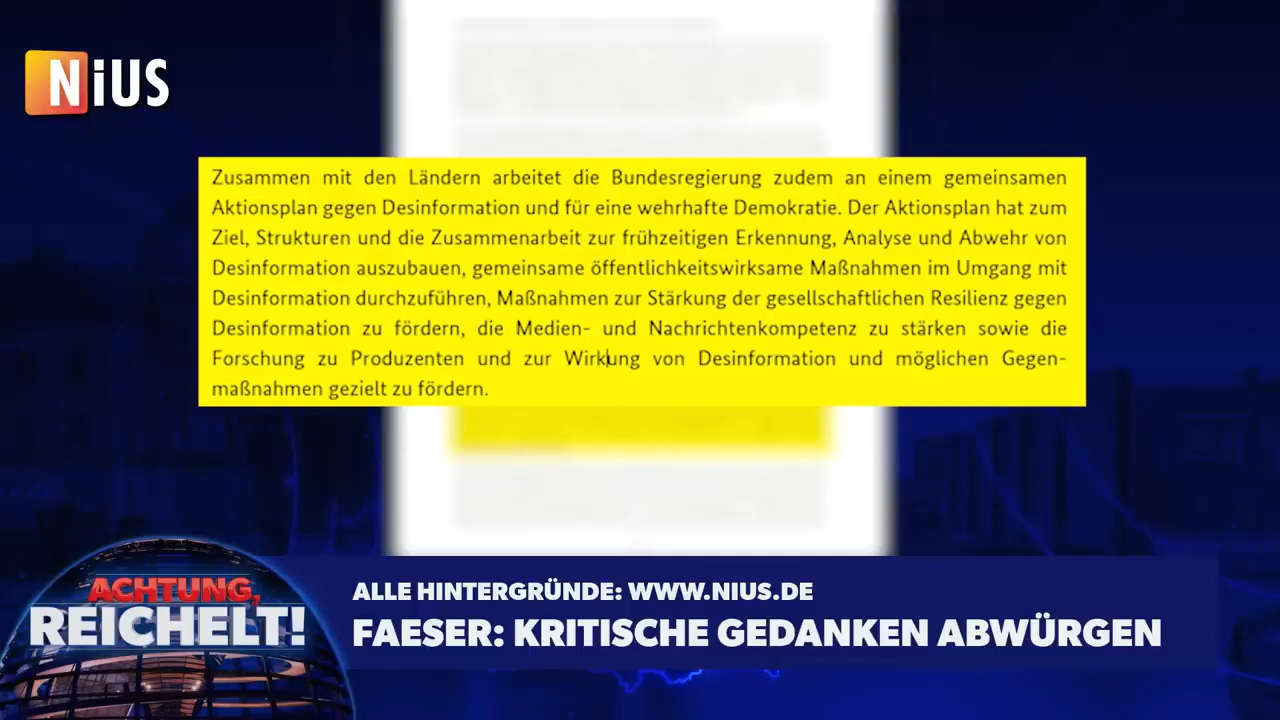 NiUS
Zusammen mit den Ländern arbeitet die Bundesregierung zudem an einem gemeinsamen
Aktionsplan gegen Desinformation und für eine wehrhafte Demokratie. Der Aktionsplan hat zum
Ziel, Strukturen und die Zusammenarbeit zur frühzeitigen Erkennung, Analyse und Abwehr von
Desinformation auszubauen, gemeinsame öffentlichkeitswirksame Maßnahmen im Umgang mit
Desinformation durchzuführen, Maßnahmen zur Stärkung der gesellschaftlichen Resilienz gegen
Desinformation zu fördern, die Medien- und Nachrichtenkompetenz zu stärken sowie die
Forschung zu Produzenten und zur Wirkung von Desinformation und möglichen Gegen-
maßnahmen gezielt zu fördern.
ACHTUNG,
REICHELT!
ALLE HINTERGRÜNDE: WWW.NIUS.DE
FAESER: KRITISCHE GEDANKEN ABWÜRGEN